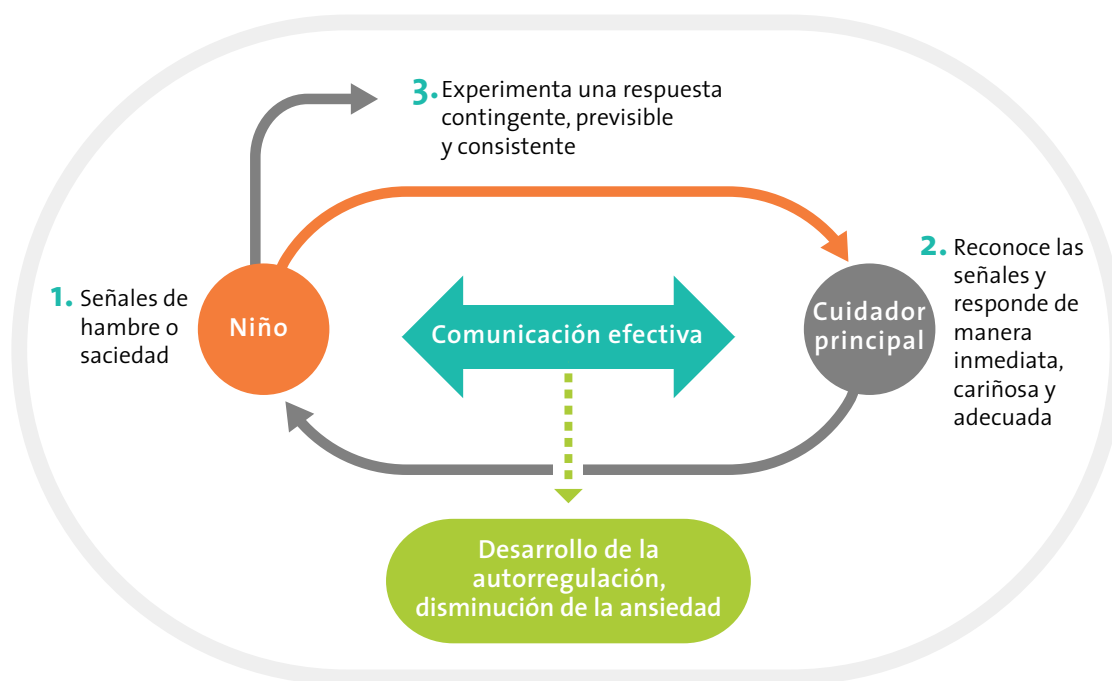 3. Experimenta una respuesta
contingente, previsible
y consistente
1. Señales de
hambre o
saciedad
Niño
Comunicación efectiva
Cuidador
principal
2. Reconoce las
señales y
responde de
manera
inmediata,
cariñosa y
adecuada
Desarrollo de la
autorregulación,
disminución de la ansiedad